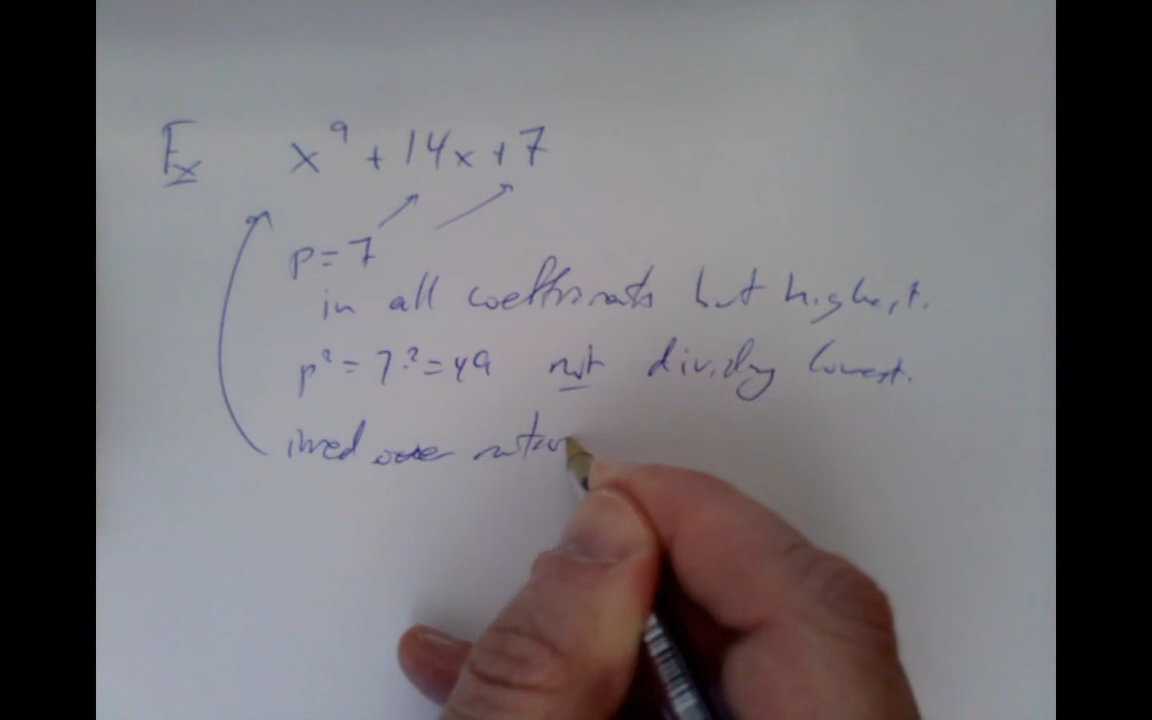 Ex x⁹ + 14x + 7
p = 7
in all coefficients but highest.
p² = 7² = 49 not dividing lowest.
irred over